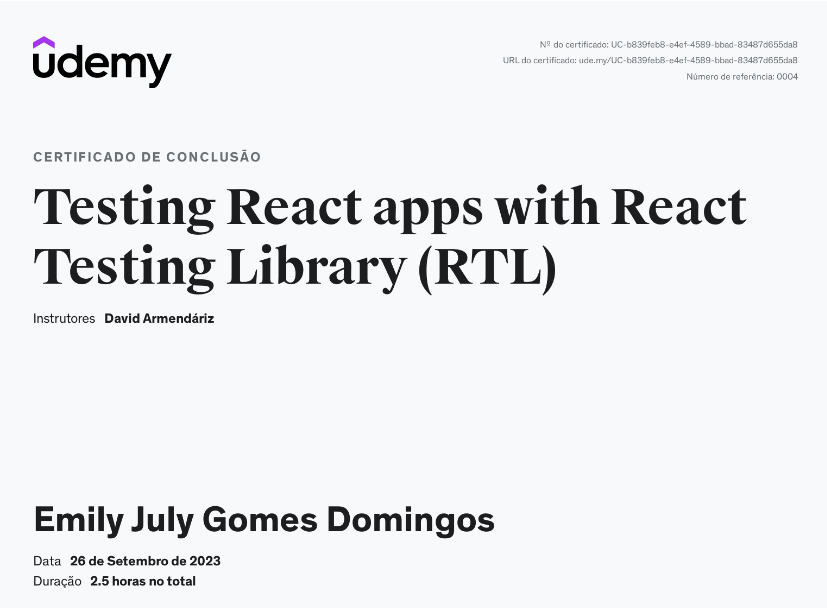 udemy
Nº do certificado: UC-b839feb8-e4ef-4589-bbad-83487d655da8
URL do certificado: ude.my/UC-b839feb8-e4ef-4589-bbad-83487d655da8
Número de referência: 0004
CERTIFICADO DE CONCLUSÃO
Testing React apps with React
Testing Library (RTL)
Instrutores David Armendáriz
Emily July Gomes Domingos
Data 26 de Setembro de 2023
Duração 2.5 horas no total